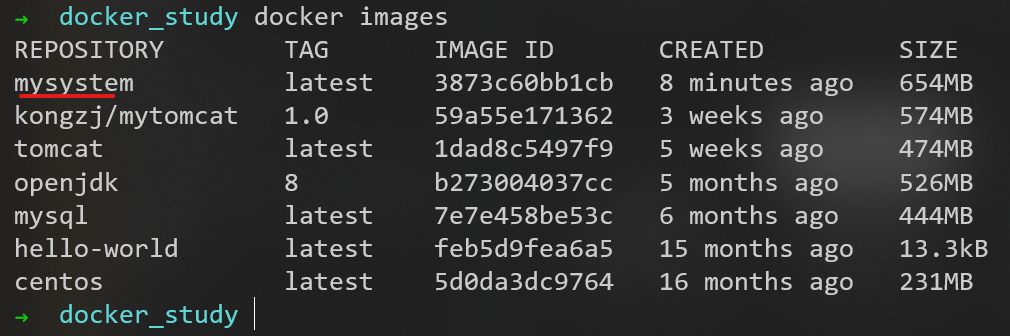 → docker_study docker images
REPOSITORY TAG IMAGE ID CREATED SIZE
mysystem latest 3873c60bb1cb 8 minutes ago 654MB
kongzj/mytomcat 1.0 59a55e171362 3 weeks ago 574MB
tomcat latest 1dad8c5497f9 5 weeks ago 474MB
openjdk 8 b273004037cc 5 months ago 526MB
mysql latest 7e7e458be53c 6 months ago 444MB
hello-world latest feb5d9fea6a5 15 months ago 13.3kB
centos latest 5d0da3dc9764 16 months ago 231MB
→ docker_study